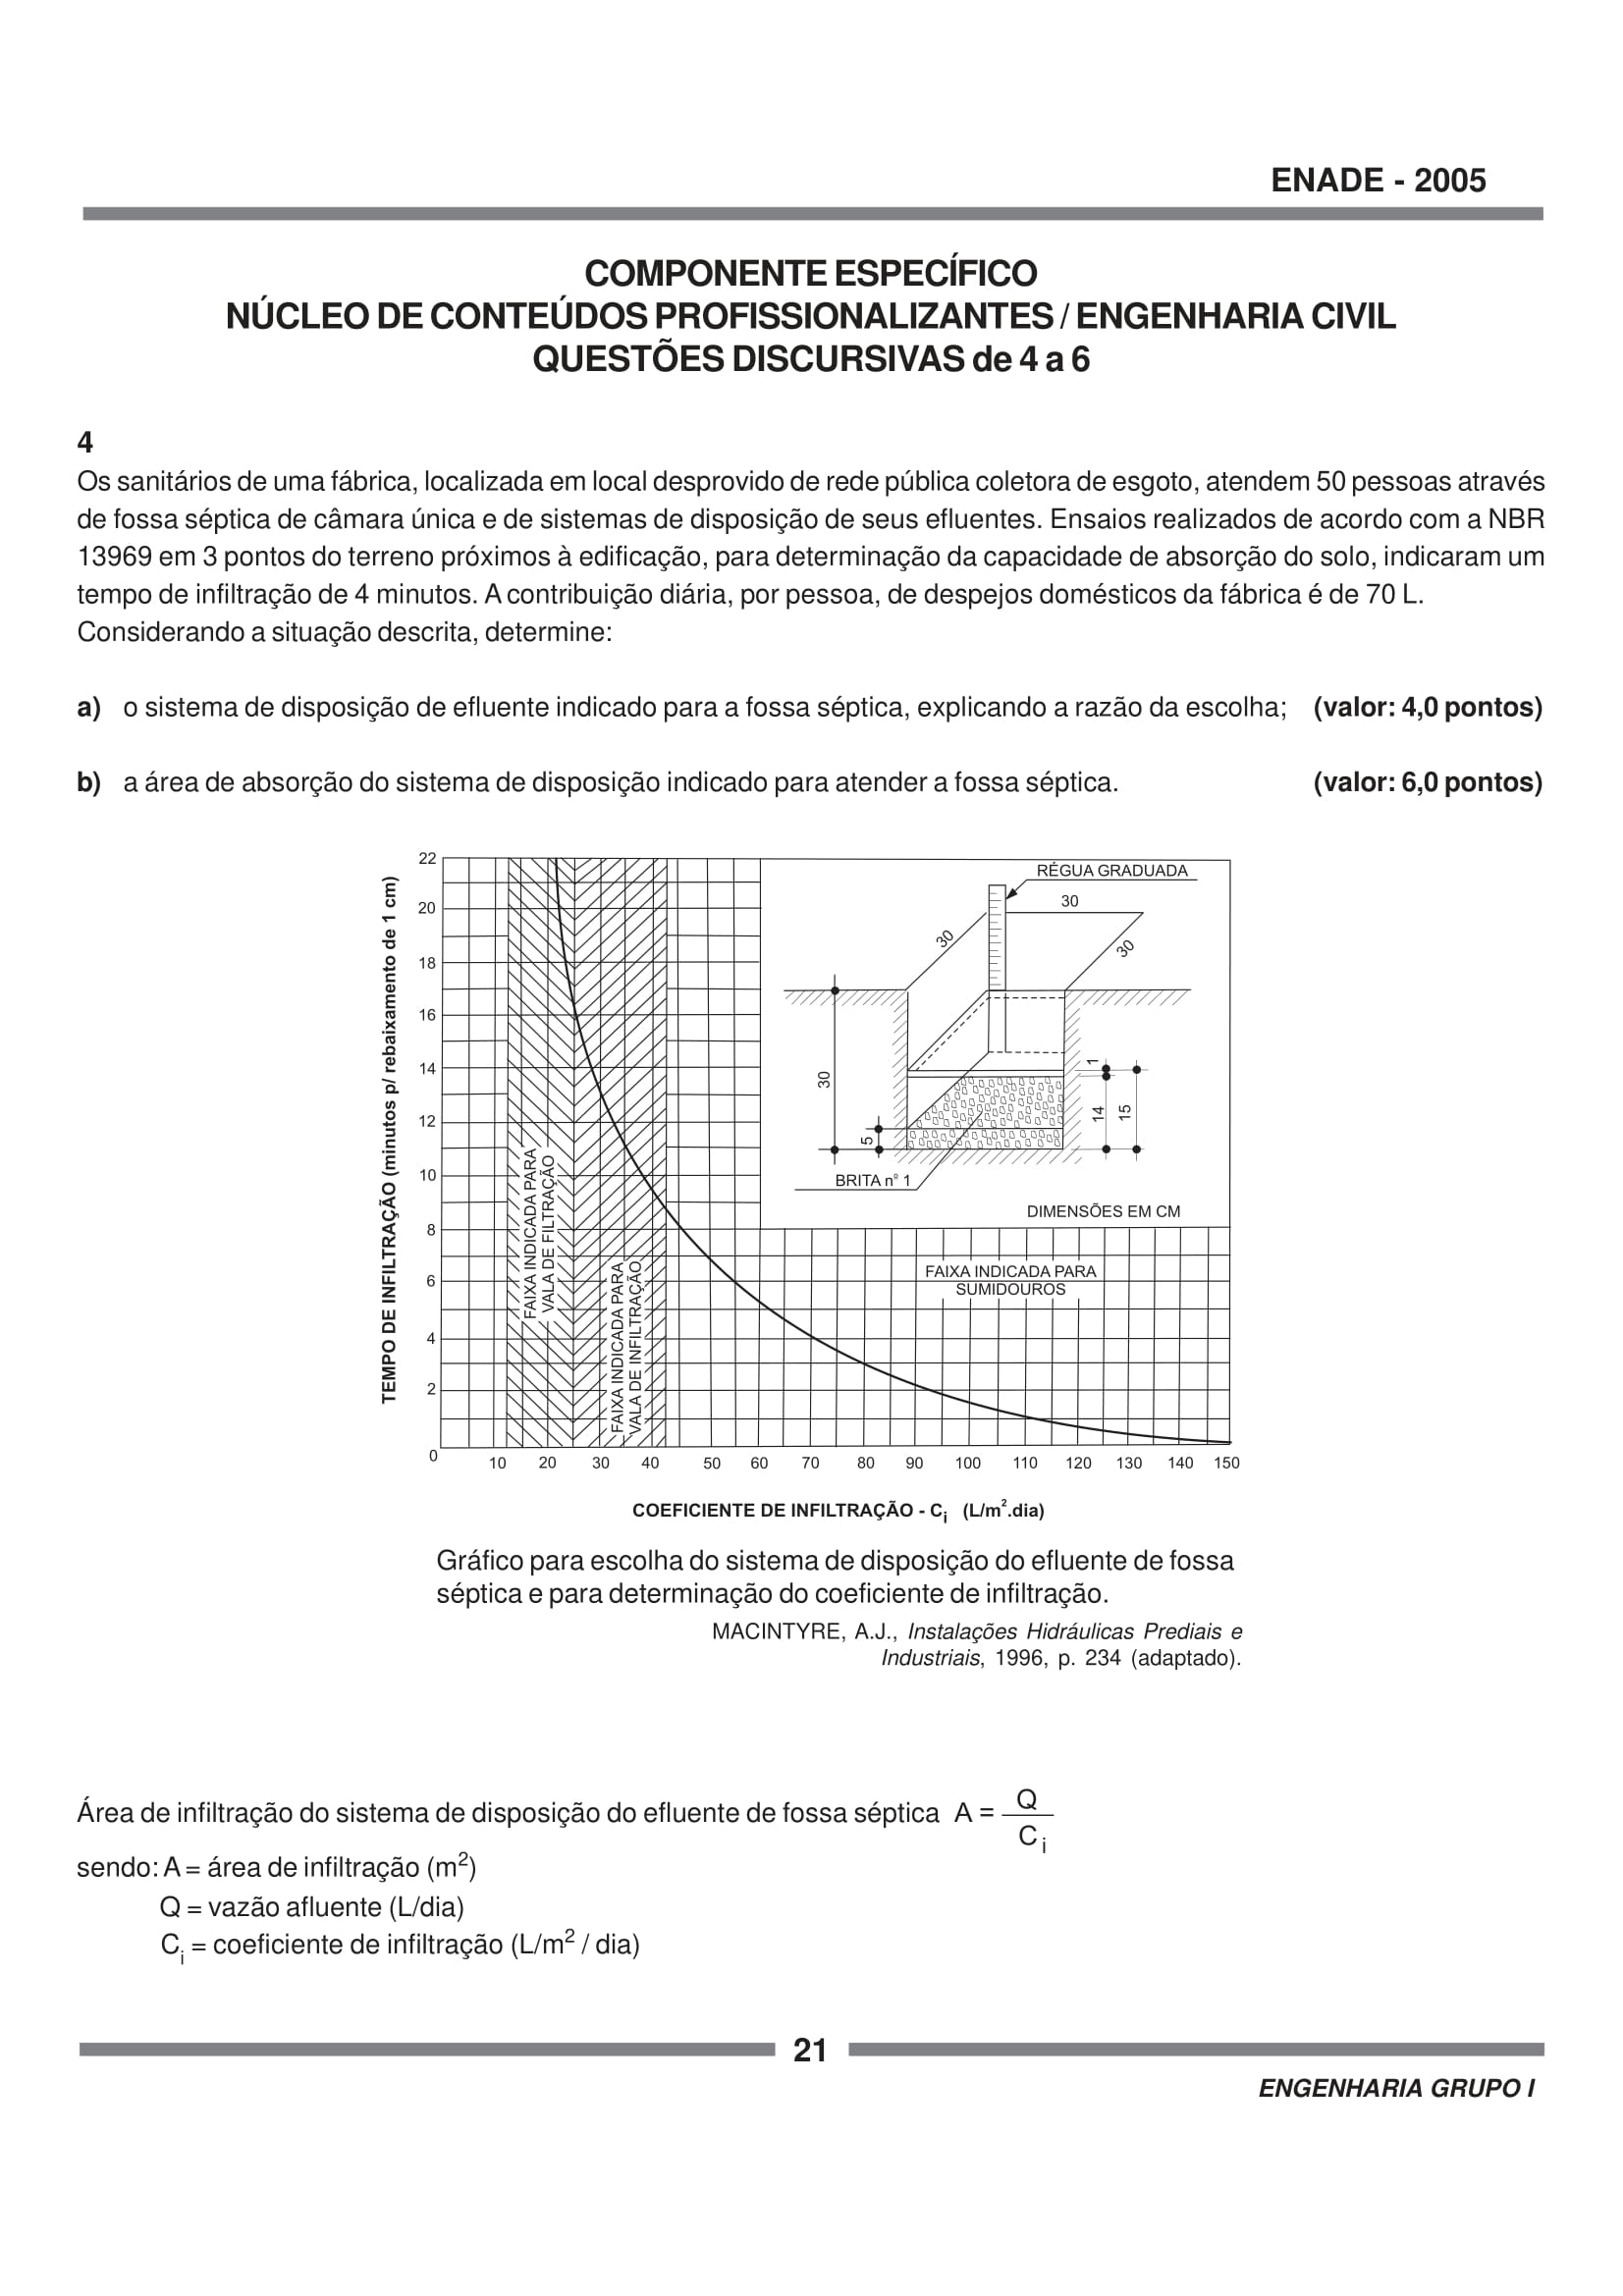 ENADE - 2005
COMPONENTE ESPECÍFICO
NÚCLEO DE CONTEÚDOS PROFISSIONALIZANTES / ENGENHARIA CIVIL
QUESTÕES DISCURSIVAS de 4 a 6
4
Os sanitários de uma fábrica, localizada em local desprovido de rede pública coletora de esgoto, atendem 50 pessoas através
de fossa séptica de câmara única e de sistemas de disposição de seus efluentes. Ensaios realizados de acordo com a NBR
13969 em 3 pontos do terreno próximos à edificação, para determinação da capacidade de absorção do solo, indicaram um
tempo de infiltração de 4 minutos. A contribuição diária, por pessoa, de despejos domésticos da fábrica é de 70 L.
Considerando a situação descrita, determine:
a) o sistema de disposição de efluente indicado para a fossa séptica, explicando a razão da escolha; (valor: 4,0 pontos)
b) a área de absorção do sistema de disposição indicado para atender a fossa séptica. (valor: 6,0 pontos)
TEMPO DE INFILTRAÇÃO (minutos p/ rebaixamento de 1 cm)
22
20
18
16
14
12
10
8
6
4
2
0
FAIXA INDICADA PARA
VALA DE FILTRAÇÃO
FAIXA INDICADA PARA
VALA DE INFILTRAÇÃO
RÉGUA GRADUADA
30
30
30
30
5
1
14
15
BRITA nº 1
DIMENSÕES EM CM
FAIXA INDICADA PARA
SUMIDOUROS
10 20 30 40 50 60 70 80 90 100 110 120 130 140 150
COEFICIENTE DE INFILTRAÇÃO - Ci (L/m².dia)
Gráfico para escolha do sistema de disposição do efluente de fossa
séptica e para determinação do coeficiente de infiltração.
MACINTYRE, A.J., Instalações Hidráulicas Prediais e
Industriais, 1996, p. 234 (adaptado).
Área de infiltração do sistema de disposição do efluente de fossa séptica A = Q / Ci
sendo: A = área de infiltração (m²)
Q = vazão afluente (L/dia)
Ci = coeficiente de infiltração (L/m² / dia)
21
ENGENHARIA GRUPO I